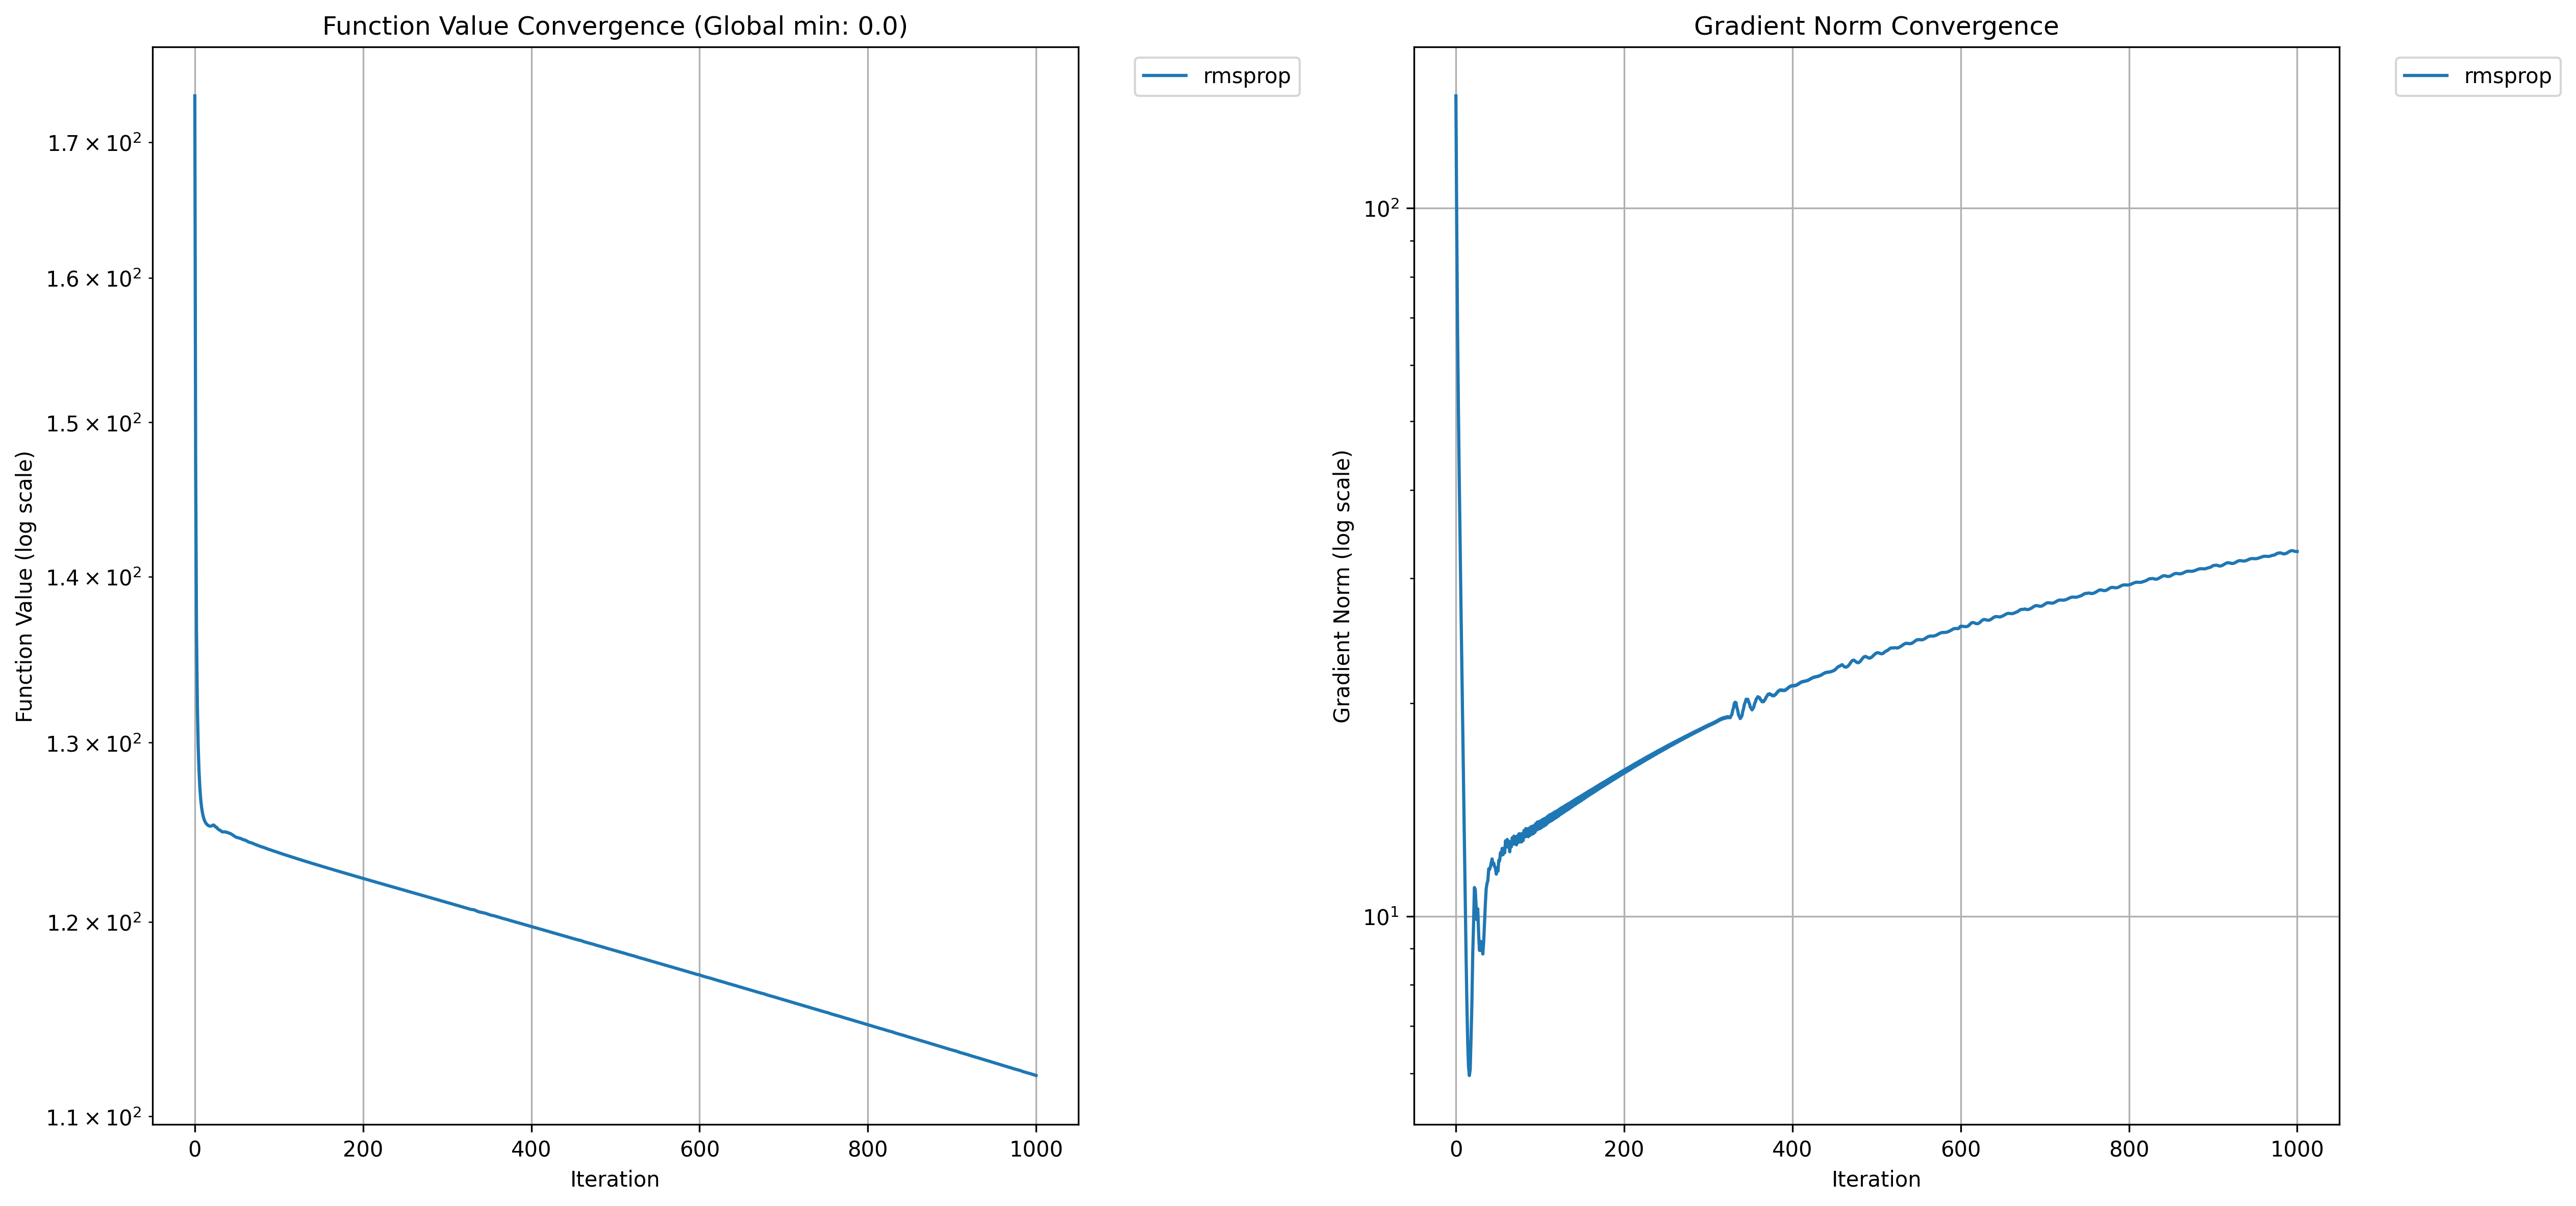 Function Value Convergence (Global min: 0.0)
rmsprop
Function Value (log scale)
1.7 × 10²
1.6 × 10²
1.5 × 10²
1.4 × 10²
1.3 × 10²
1.2 × 10²
1.1 × 10²
0 200 400 600 800 1000
Iteration
Gradient Norm Convergence
rmsprop
Gradient Norm (log scale)
10²
10¹
0 200 400 600 800 1000
Iteration